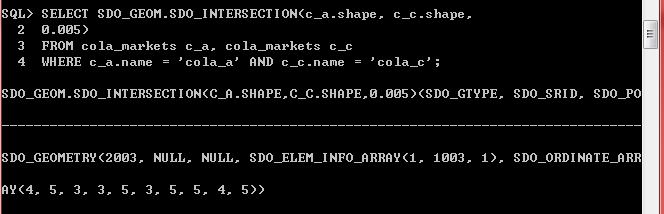 SQL> SELECT SDO_GEOM.SDO_INTERSECTION(c_a.shape, c_c.shape,
2 0.005)
3 FROM cola_markets c_a, cola_markets c_c
4 WHERE c_a.name = 'cola_a' AND c_c.name = 'cola_c';
SDO_GEOM.SDO_INTERSECTION(C_A.SHAPE,C_C.SHAPE,0.005)(SDO_GTYPE, SDO_SRID, SDO_PO
--------------------------------------------------------------------------------
SDO_GEOMETRY(2003, NULL, NULL, SDO_ELEM_INFO_ARRAY(1, 1003, 1), SDO_ORDINATE_ARR
AY(4, 5, 3, 3, 5, 3, 5, 5, 4, 5))